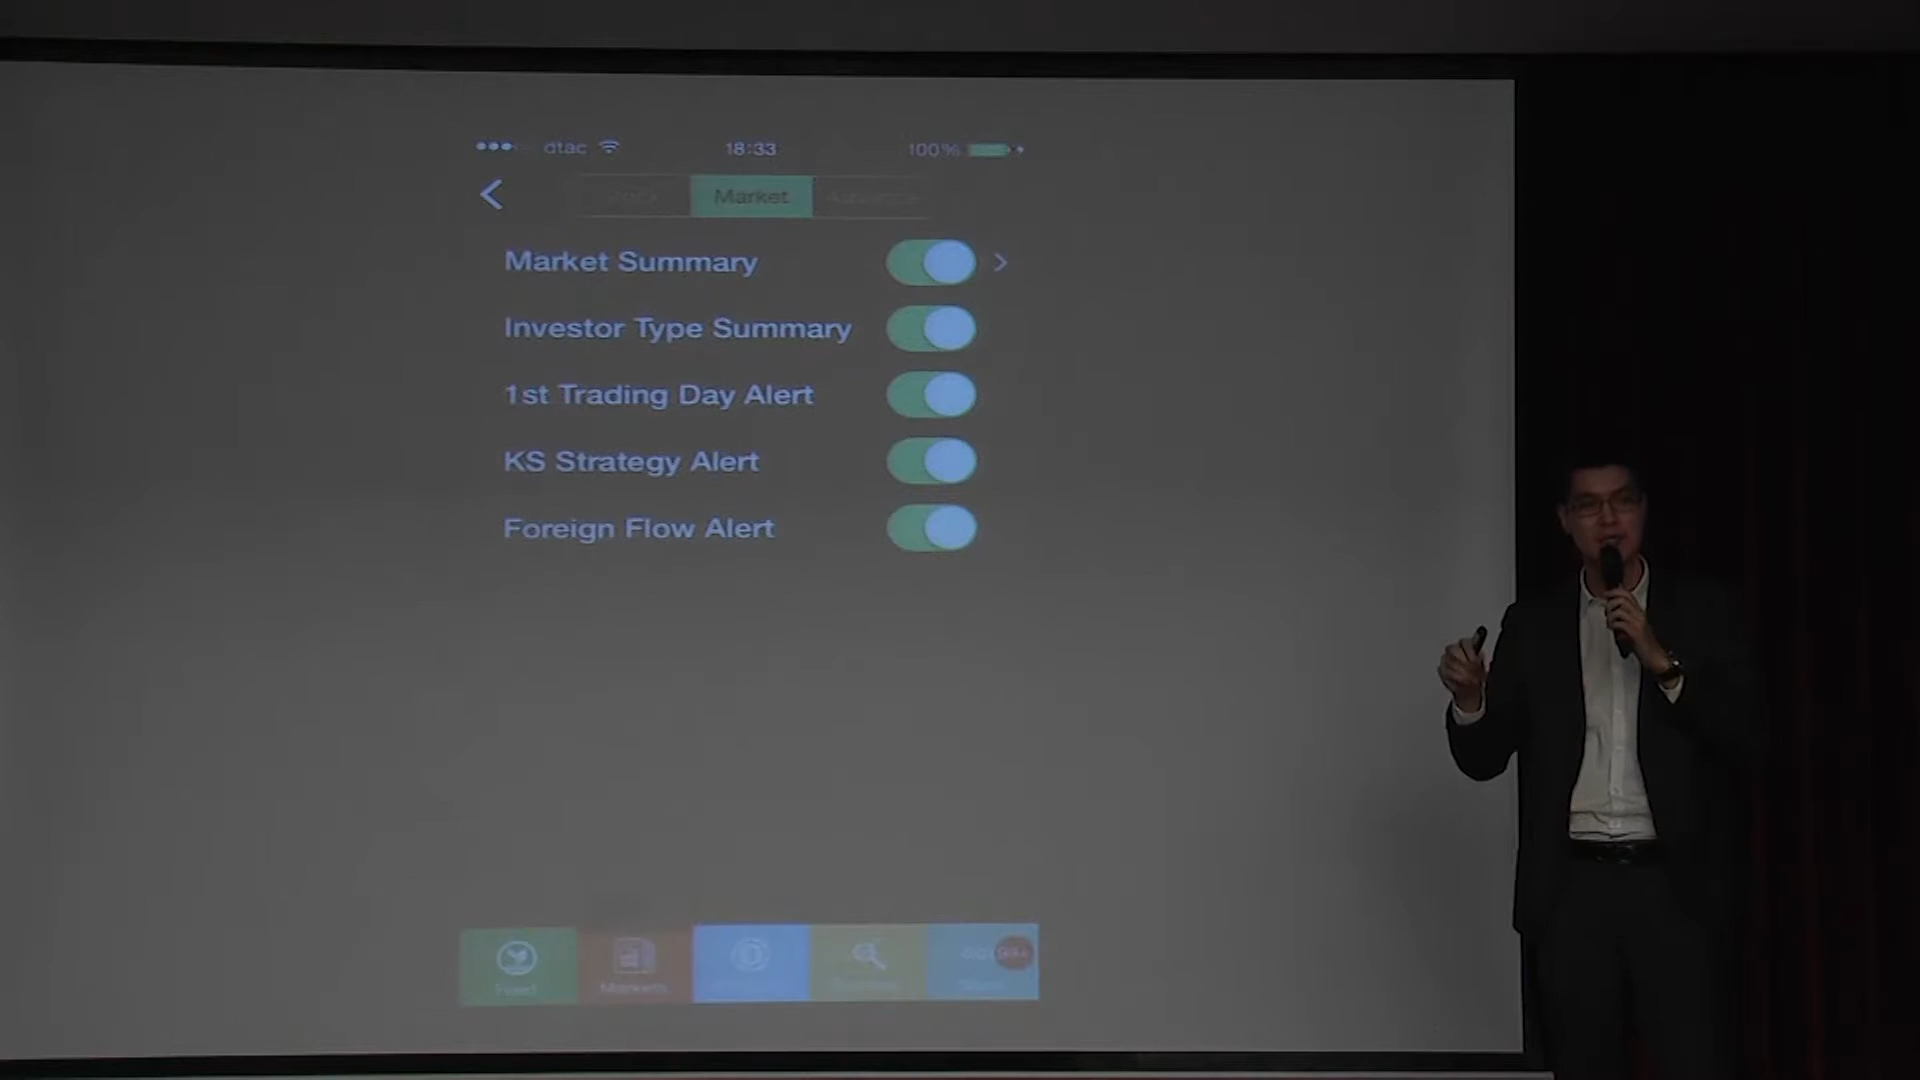 dtac 18:33 100%
Market
Market Summary
Investor Type Summary
1st Trading Day Alert
KS Strategy Alert
Foreign Flow Alert
Markets